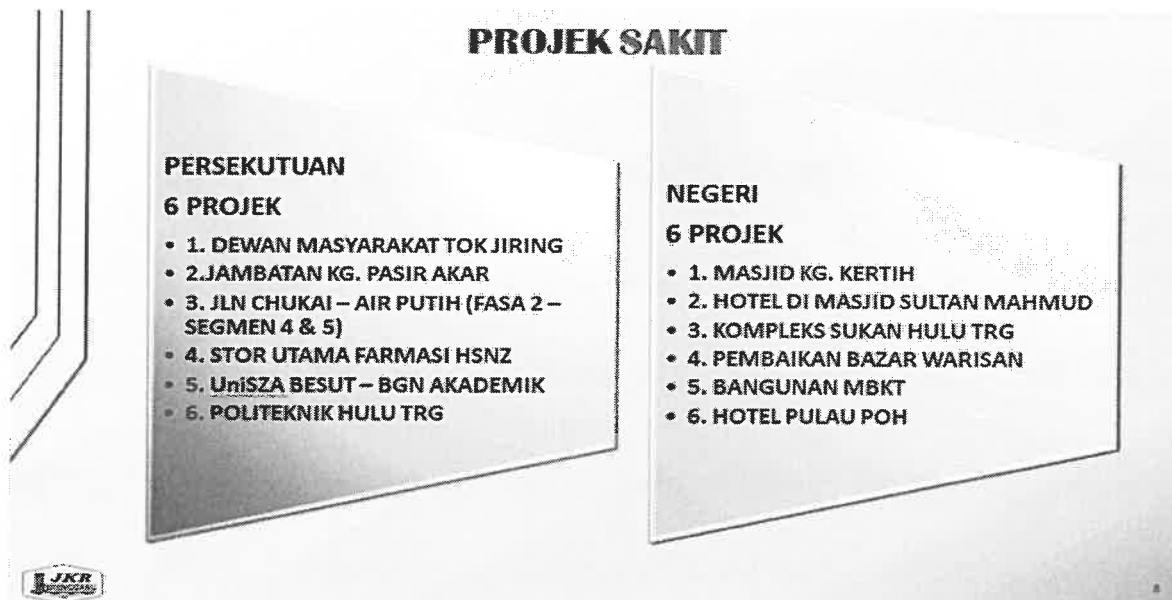 PROJEK SAKIT
PERSEKUTUAN
6 PROJEK
• 1. DEWAN MASYARAKAT TOK JIRING
• 2.JAMBATAN KG. PASIR AKAR
• 3. JLN CHUKAI – AIR PUTIH (FASA 2 –
SEGMEN 4 & 5)
• 4. STOR UTAMA FARMASI HSNZ
• 5. UniSZA BESUT – BGN AKADEMIK
• 6. POLITEKNIK HULU TRG
NEGERI
6 PROJEK
• 1. MASJID KG. KERTIH
• 2. HOTEL DI MASJID SULTAN MAHMUD
• 3. KOMPLEKS SUKAN HULU TRG
• 4. PEMBAIKAN BAZAR WARISAN
• 5. BANGUNAN MBKT
• 6. HOTEL PULAU POH
JKR